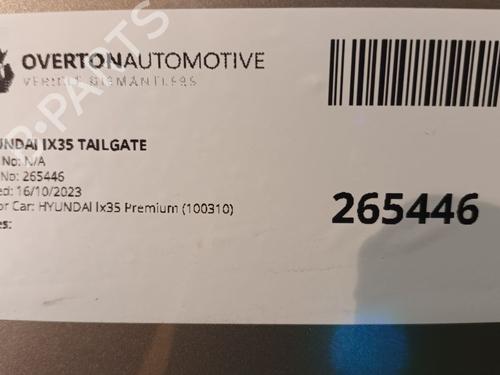 OVERTONAUTOMOTIVE
VEHICLE DISMANTLERS
UNDAI IX35 TAILGATE
No: N/A
No: 265446
ed: 16/10/2023
or Car: HYUNDAI Ix35 Premium (100310)
es:
265446